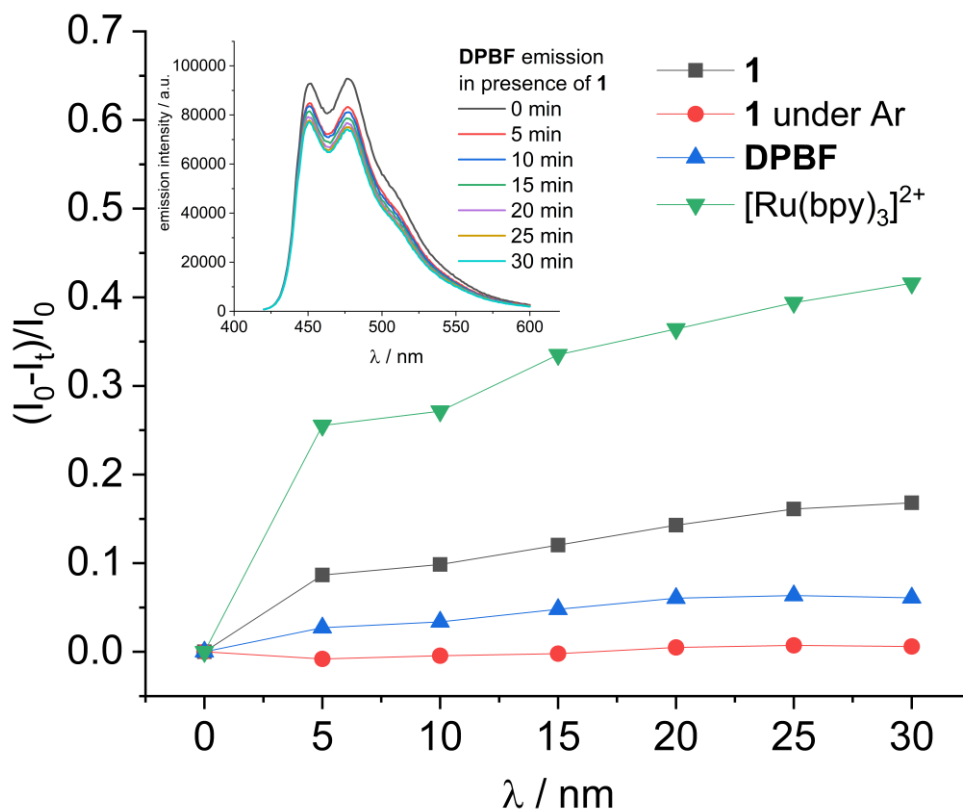 0.7
0.6
0.5
0.4
0.3
0.2
0.1
0.0
(I₀-Iₜ)/I₀
0 5 10 15 20 25 30
λ / nm
1
1 under Ar
DPBF
[Ru(bpy)₃]²⁺
DPBF emission
in presence of 1
0 min
5 min
10 min
15 min
20 min
25 min
30 min
100000
80000
60000
40000
20000
0
emission intensity / a.u.
400 450 500 550 600
λ / nm